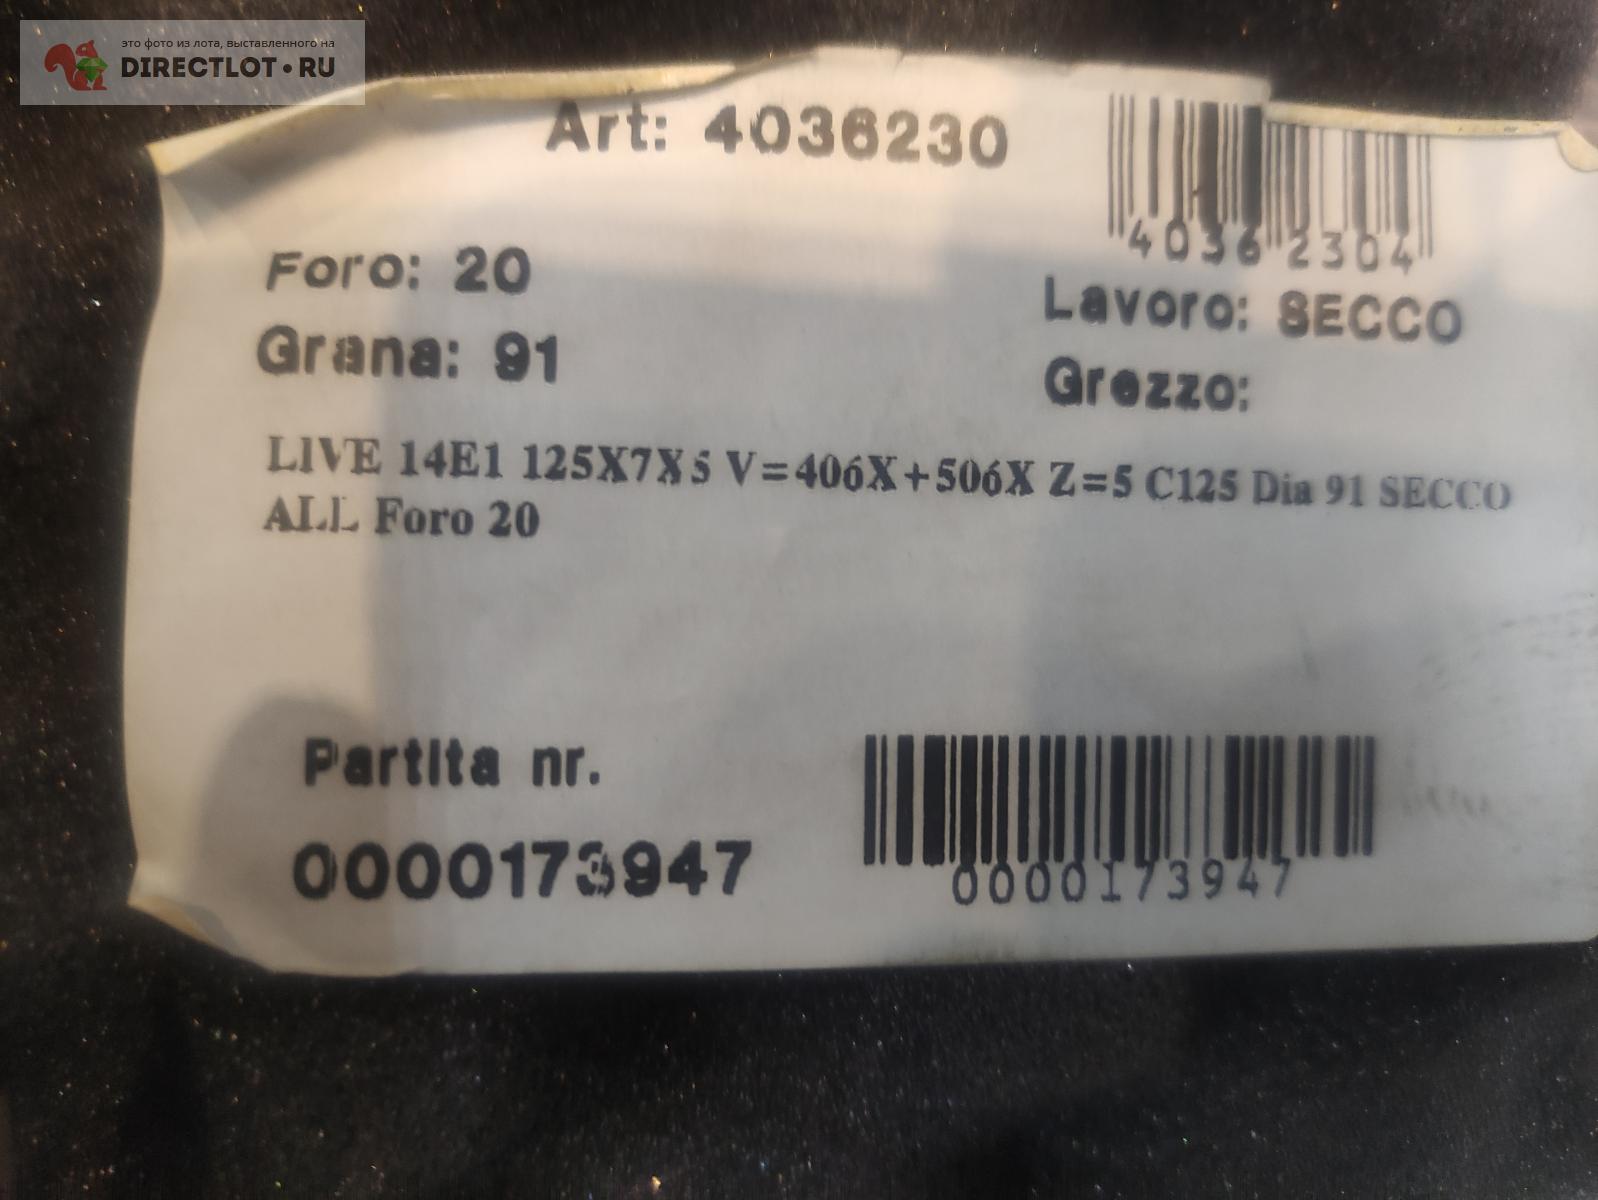 это фото из лота, выставленного на
DIRECTLOT•RU
Art: 4036230
40362304
Foro: 20
Lavoro: SECCO
Grana: 91
Grezzo:
LIVE 14E1 125X7X5 V=406X+506X Z=5 C125 Dia 91 SECCO
ALL Foro 20
Partita nr.
0000173947
0000173947